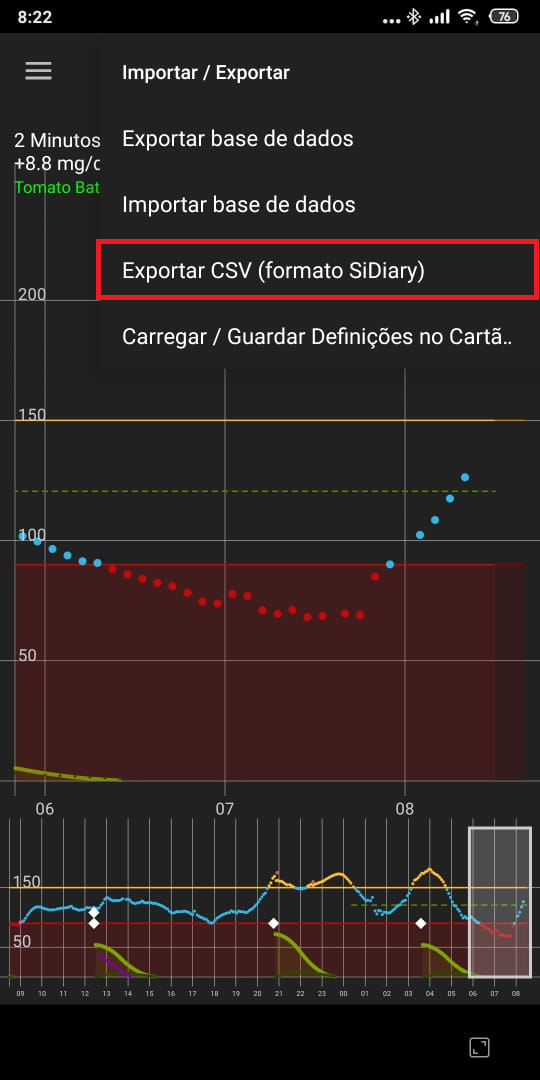 8:22
76
Importar / Exportar
2 Minutos
Exportar base de dados
+8.8 mg/d
Tomato Bat
Importar base de dados
Exportar CSV (formato SiDiary)
200
Carregar / Guardar Definições no Cartã..
150
100
50
06 07 08
150
50
09 10 11 12 13 14 15 16 17 18 19 20 21 22 23 00 01 02 03 04 05 06 07 08